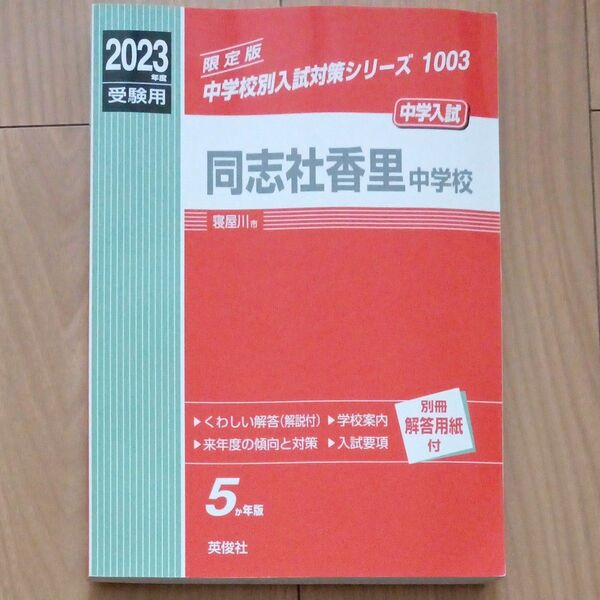 2023
年度
受験用
限定版
中学校別入試対策シリーズ 1003
中学入試
同志社香里中学校
寝屋川市
▶くわしい解答(解説付) ▶学校案内
▶来年度の傾向と対策 ▶入試要項
別冊
解答用紙
付
5か年版
英俊社